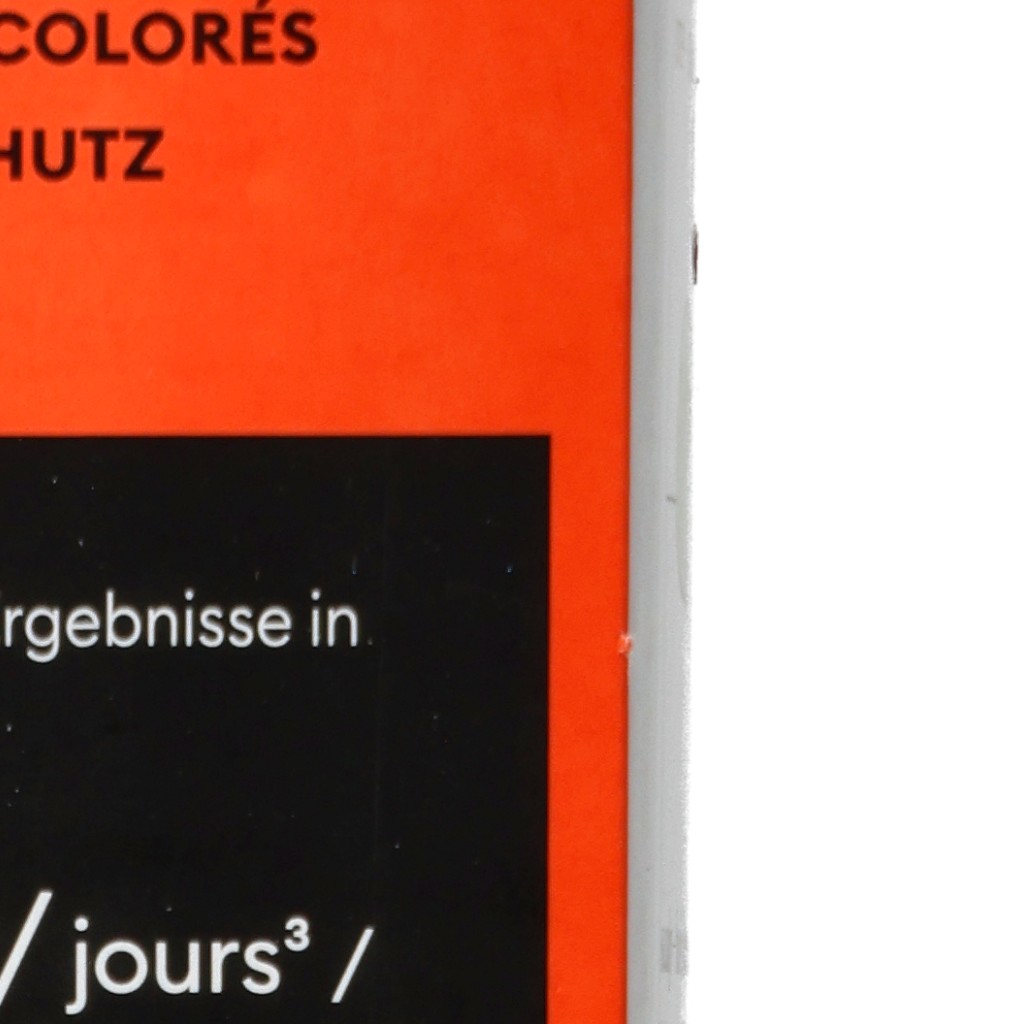 COLORÉS
HUTZ
rgebnisse in
/ jours³ /